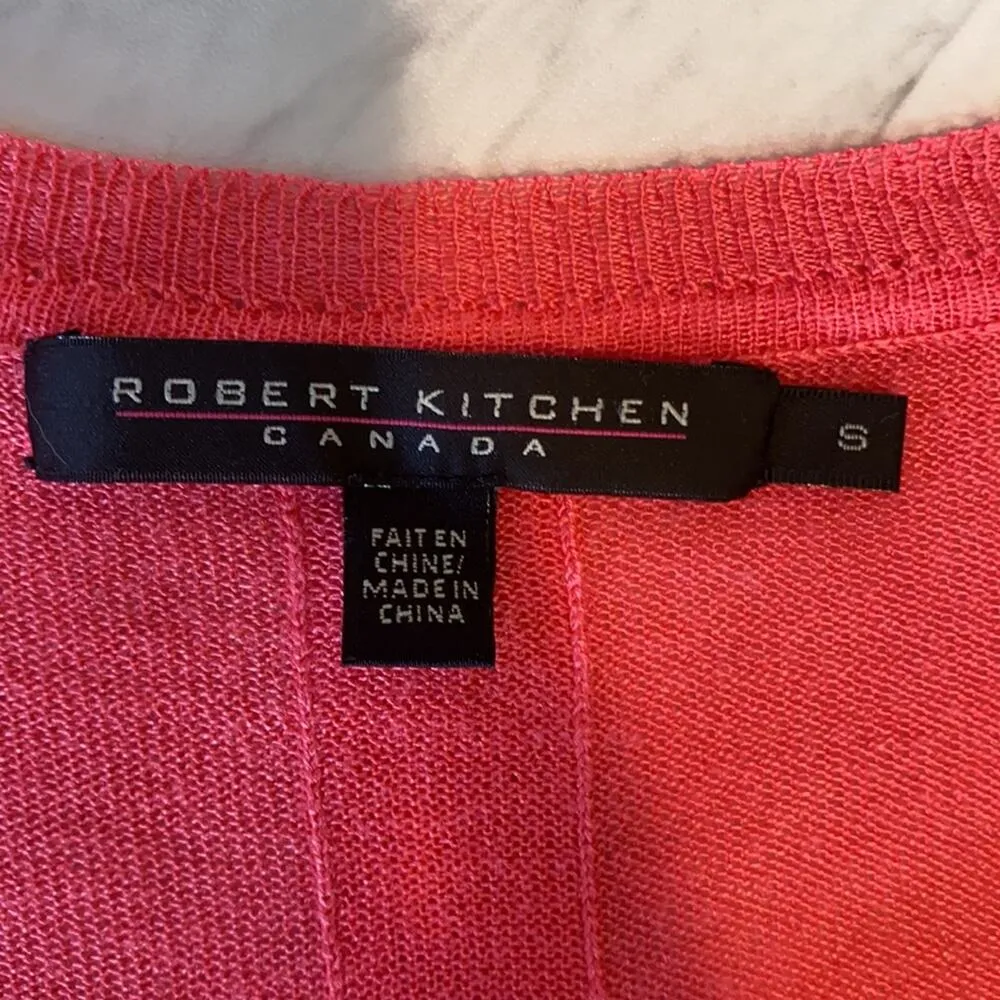 ROBERT KITCHEN
CANADA
S
FAIT EN
CHINE/
MADE IN
CHINA